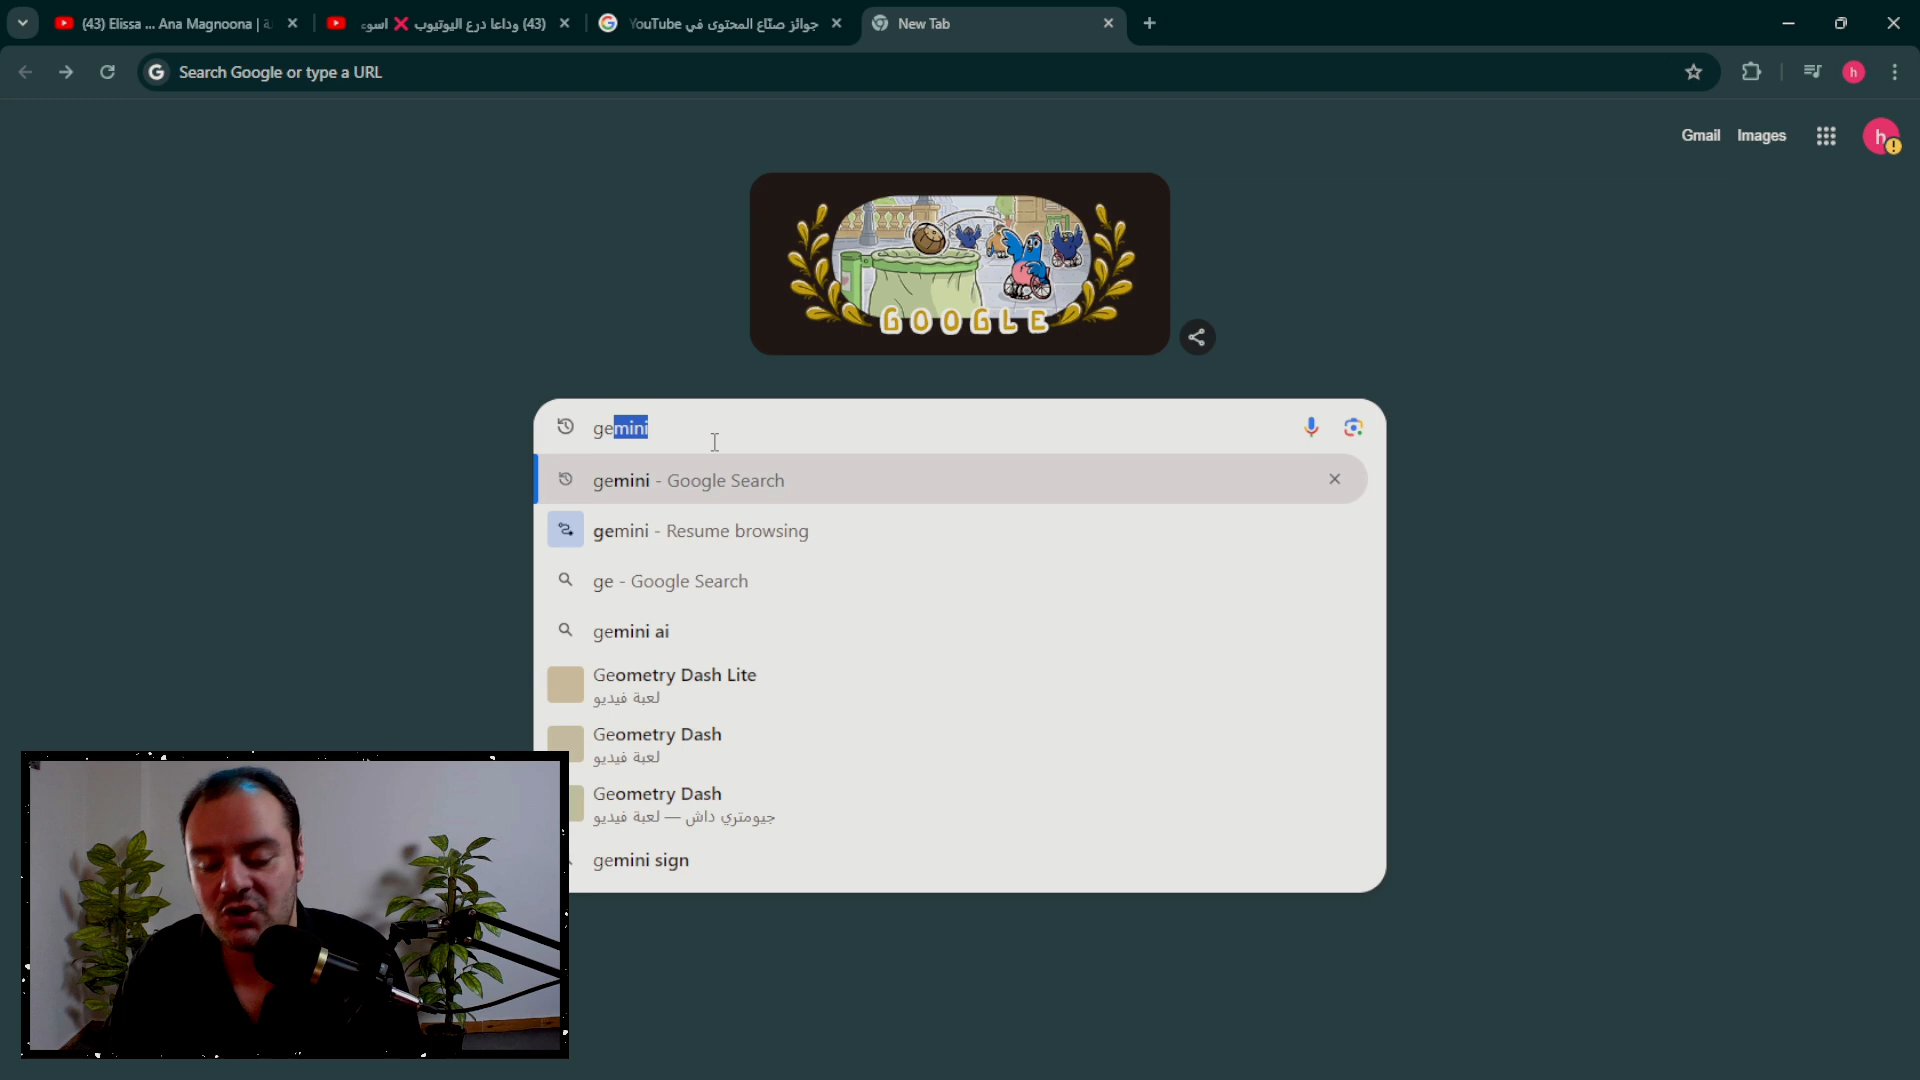 (43) Elissa ... Ana Magnoona |
(43) وداعا درع اليوتيوب ❌ اسوء
جوائز صنّاع المحتوى في YouTube
New Tab
Search Google or type a URL
h
Gmail
Images
h
GOOGLE
gemini
gemini - Google Search
gemini - Resume browsing
ge - Google Search
gemini ai
Geometry Dash Lite
لعبة فيديو
Geometry Dash
لعبة فيديو
Geometry Dash
جيومتري داش — لعبة فيديو
gemini sign